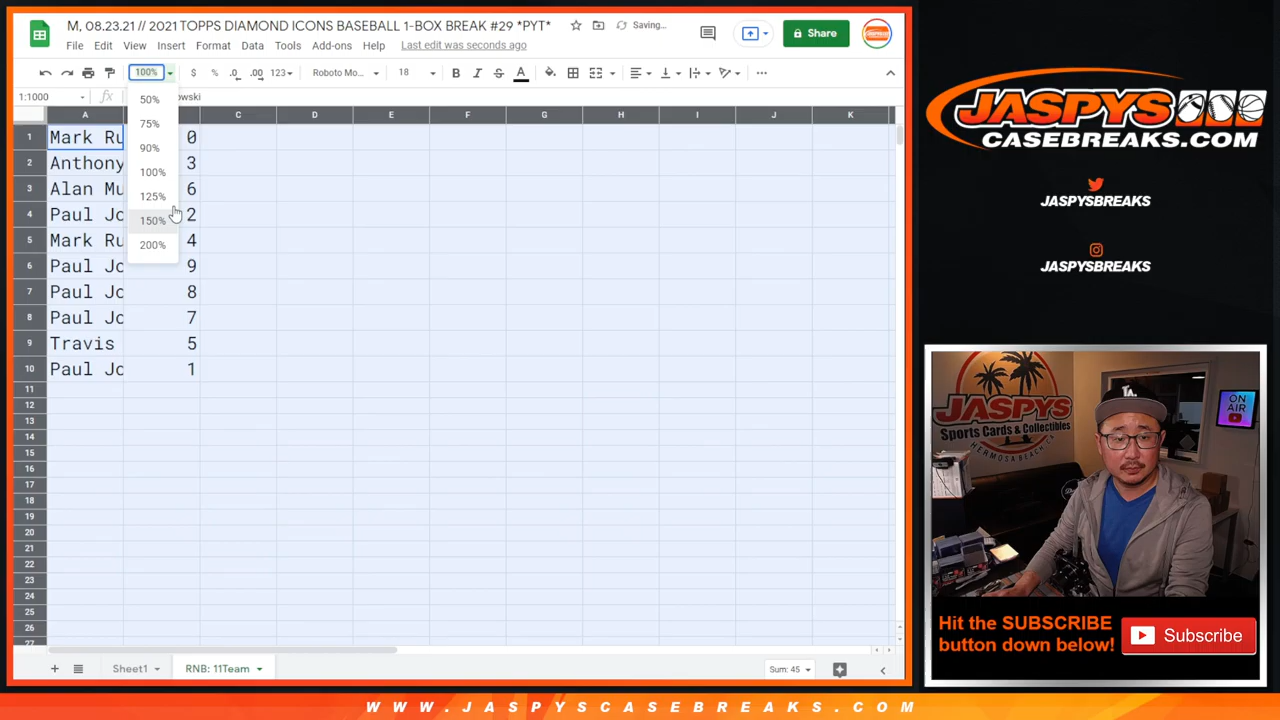 M, 08.23.21 // 2021 TOPPS DIAMOND ICONS BASEBALL 1-BOX BREAK #29 *PYT*
Saving...
File Edit View Insert Format Data Tools Add-ons Help Last edit was seconds ago
Share
100% $ % .0 .00 123 Roboto Mo... 18 B I S A
1:1000 fx wski
50%
75%
90%
100%
125%
150%
200%
A C D E F G H I J K
1 Mark Ru 0
2 Anthony 3
3 Alan Mu 6
4 Paul Jo 2
5 Mark Ru 4
6 Paul Jo 9
7 Paul Jo 8
8 Paul Jo 7
9 Travis 5
10 Paul Jo 1
11
12
13
14
15
16
17
18
19
20
21
22
23
24
25
26
27
Sheet1 RNB: 11Team Sum: 45
JASPYS
CASEBREAKS.COM
JASPYSBREAKS
JASPYSBREAKS
JASPYS
Sports Cards & Collectibles
HERMOSA BEACH, CA
ON AIR
Hit the SUBSCRIBE
button down below!
Subscribe
WWW.JASPYSCASEBREAKS.COM